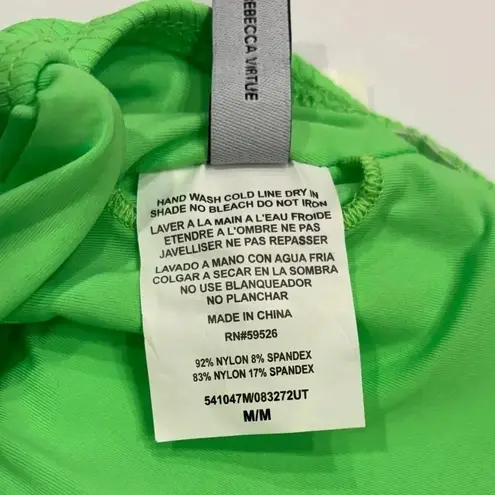 REBECCA VIRTUE
HAND WASH COLD LINE DRY IN
SHADE NO BLEACH DO NOT IRON
LAVER A LA MAIN A L'EAU FROIDE
ETENDRE A L'OMBRE NE PAS
JAVELLISER NE PAS REPASSER
LAVADO A MANO CON AGUA FRIA
COLGAR A SECAR EN LA SOMBRA
NO USE BLANQUEADOR
NO PLANCHAR
MADE IN CHINA
RN#59526
92% NYLON 8% SPANDEX
83% NYLON 17% SPANDEX
541047M/083272UT
M/M